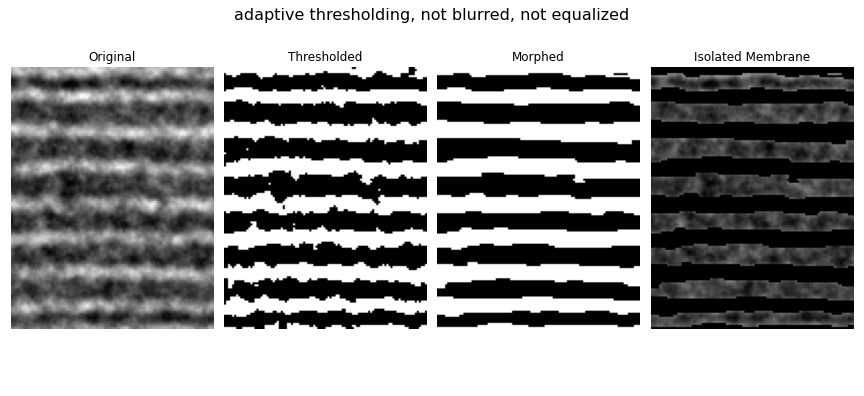 adaptive thresholding, not blurred, not equalized
Original
Thresholded
Morphed
Isolated Membrane